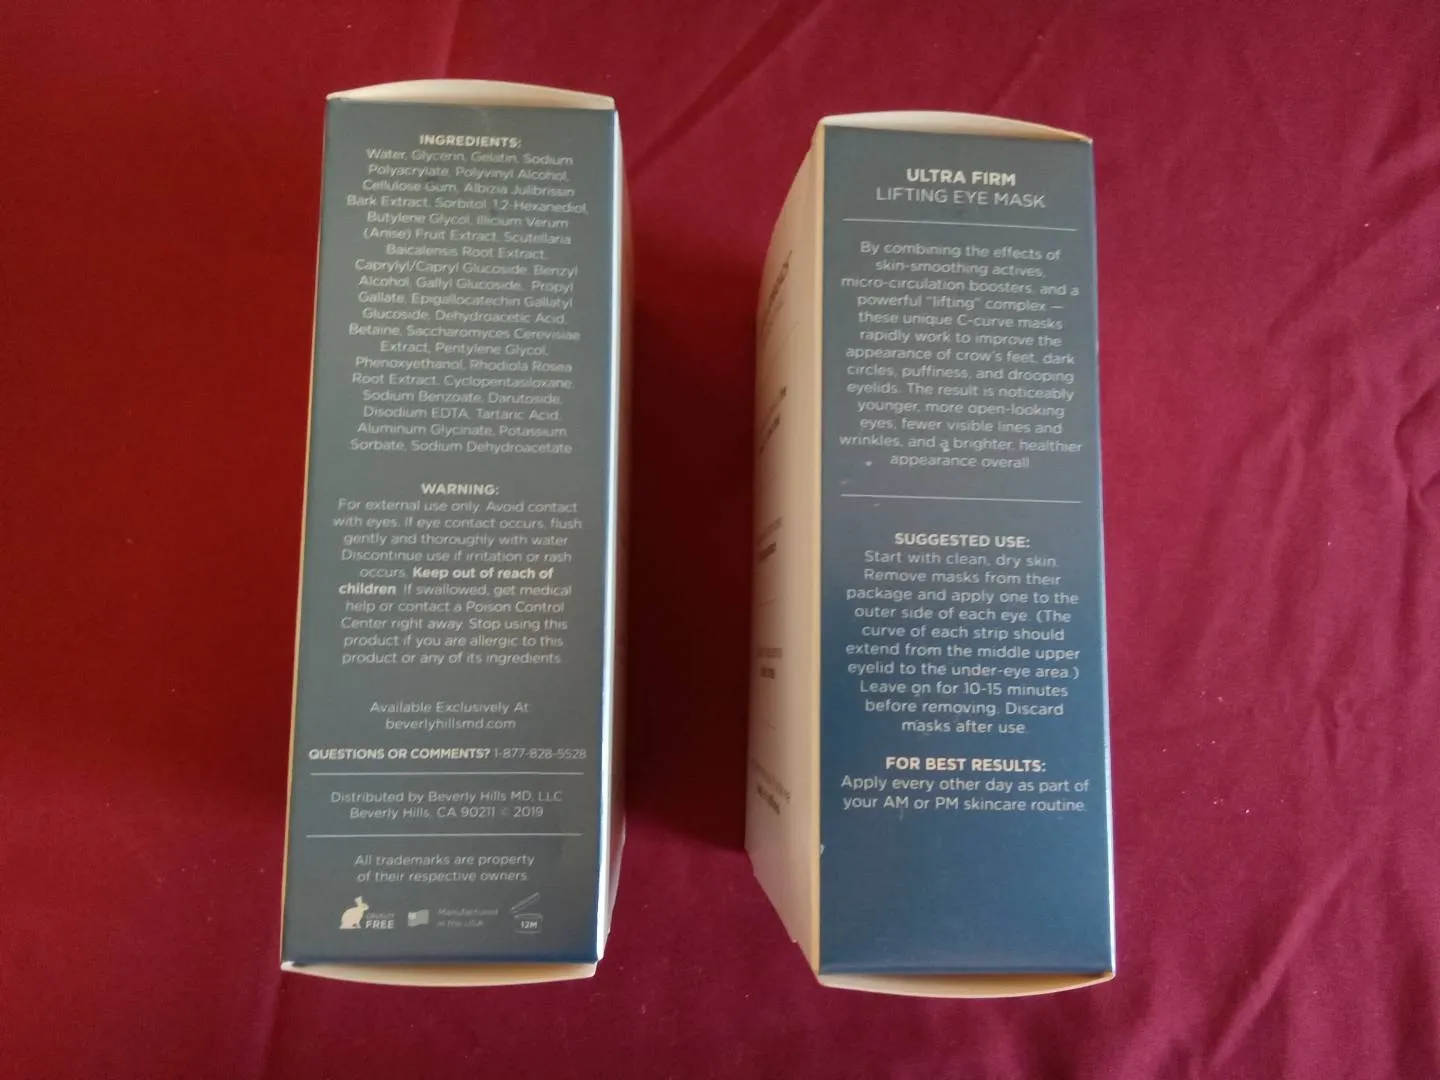 INGREDIENTS:
Water, Glycerin, Gelatin, Sodium
Polyacrylate, Polyvinyl Alcohol,
Cellulose Gum, Albizia Julibrissin
Bark Extract, Sorbitol, 1,2-Hexanediol,
Butylene Glycol, Illicium Verum
(Anise) Fruit Extract, Scutellaria
Baicalensis Root Extract,
Caprylyl/Capryl Glucoside, Benzyl
Alcohol, Gallyl Glucoside, Propyl
Gallate, Epigallocatechin Gallatyl
Glucoside, Dehydroacetic Acid,
Betaine, Saccharomyces Cerevisiae
Extract, Pentylene Glycol,
Phenoxyethanol, Rhodiola Rosea
Root Extract, Cyclopentasiloxane,
Sodium Benzoate, Darutoside,
Disodium EDTA, Tartaric Acid,
Aluminum Glycinate, Potassium
Sorbate, Sodium Dehydroacetate
WARNING:
For external use only. Avoid contact
with eyes. If eye contact occurs, flush
gently and thoroughly with water.
Discontinue use if irritation or rash
occurs. Keep out of reach of
children. If swallowed, get medical
help or contact a Poison Control
Center right away. Stop using this
product if you are allergic to this
product or any of its ingredients.
Available Exclusively At:
beverlyhillsmd.com
QUESTIONS OR COMMENTS? 1-877-828-5528
Distributed by Beverly Hills MD, LLC
Beverly Hills, CA 90211 © 2019
All trademarks are property
of their respective owners.
CRUELTY
FREE
Manufactured
in the USA
12M
ULTRA FIRM
LIFTING EYE MASK
By combining the effects of
skin-smoothing actives,
micro-circulation boosters, and a
powerful "lifting" complex —
these unique C-curve masks
rapidly work to improve the
appearance of crow's feet, dark
circles, puffiness, and drooping
eyelids. The result is noticeably
younger, more open-looking
eyes, fewer visible lines and
wrinkles, and a brighter, healthier
appearance overall.
SUGGESTED USE:
Start with clean, dry skin.
Remove masks from their
package and apply one to the
outer side of each eye. (The
curve of each strip should
extend from the middle upper
eyelid to the under-eye area.)
Leave on for 10-15 minutes
before removing. Discard
masks after use.
FOR BEST RESULTS:
Apply every other day as part of
your AM or PM skincare routine.